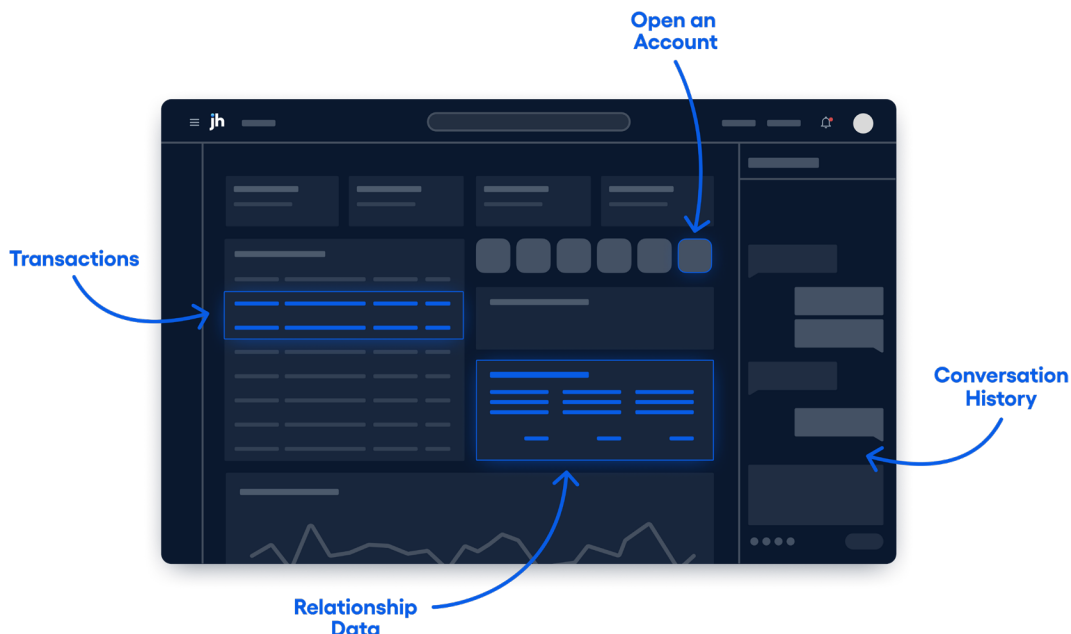 Open an
Account
jh
Transactions
Conversation
History
Relationship
Data